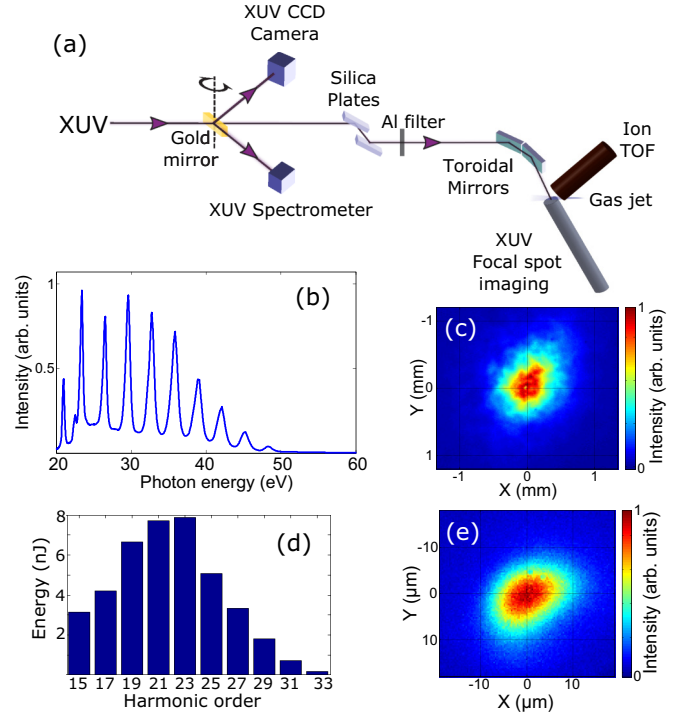 (a)
XUV CCD
Camera
XUV
Gold
mirror
XUV Spectrometer
Silica
Plates
Al filter
Toroidal
Mirrors
Ion
TOF
Gas jet
XUV
Focal spot
imaging
(b)
Intensity (arb. units)
1
0.5
20 30 40 50 60
Photon energy (eV)
(c)
Y (mm)
-1
0
1
-1 0 1
X (mm)
1
0
Intensity (arb. units)
(d)
Energy (nJ)
8
6
4
2
15 17 19 21 23 25 27 29 31 33
Harmonic order
(e)
Y (μm)
-10
0
10
-10 0 10
X (μm)
1
0
Intensity (arb. units)